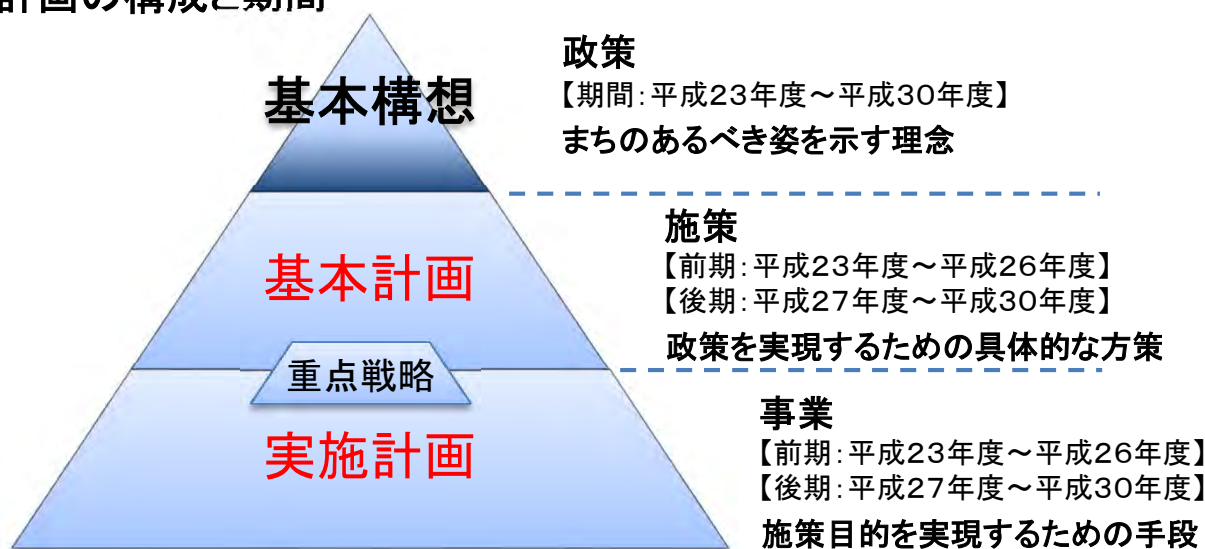 計画の構成と期間
基本構想
政策
【期間:平成23年度~平成30年度】
まちのあるべき姿を示す理念
基本計画
施策
【前期:平成23年度~平成26年度】
【後期:平成27年度~平成30年度】
政策を実現するための具体的な方策
重点戦略
実施計画
事業
【前期:平成23年度~平成26年度】
【後期:平成27年度~平成30年度】
施策目的を実現するための手段